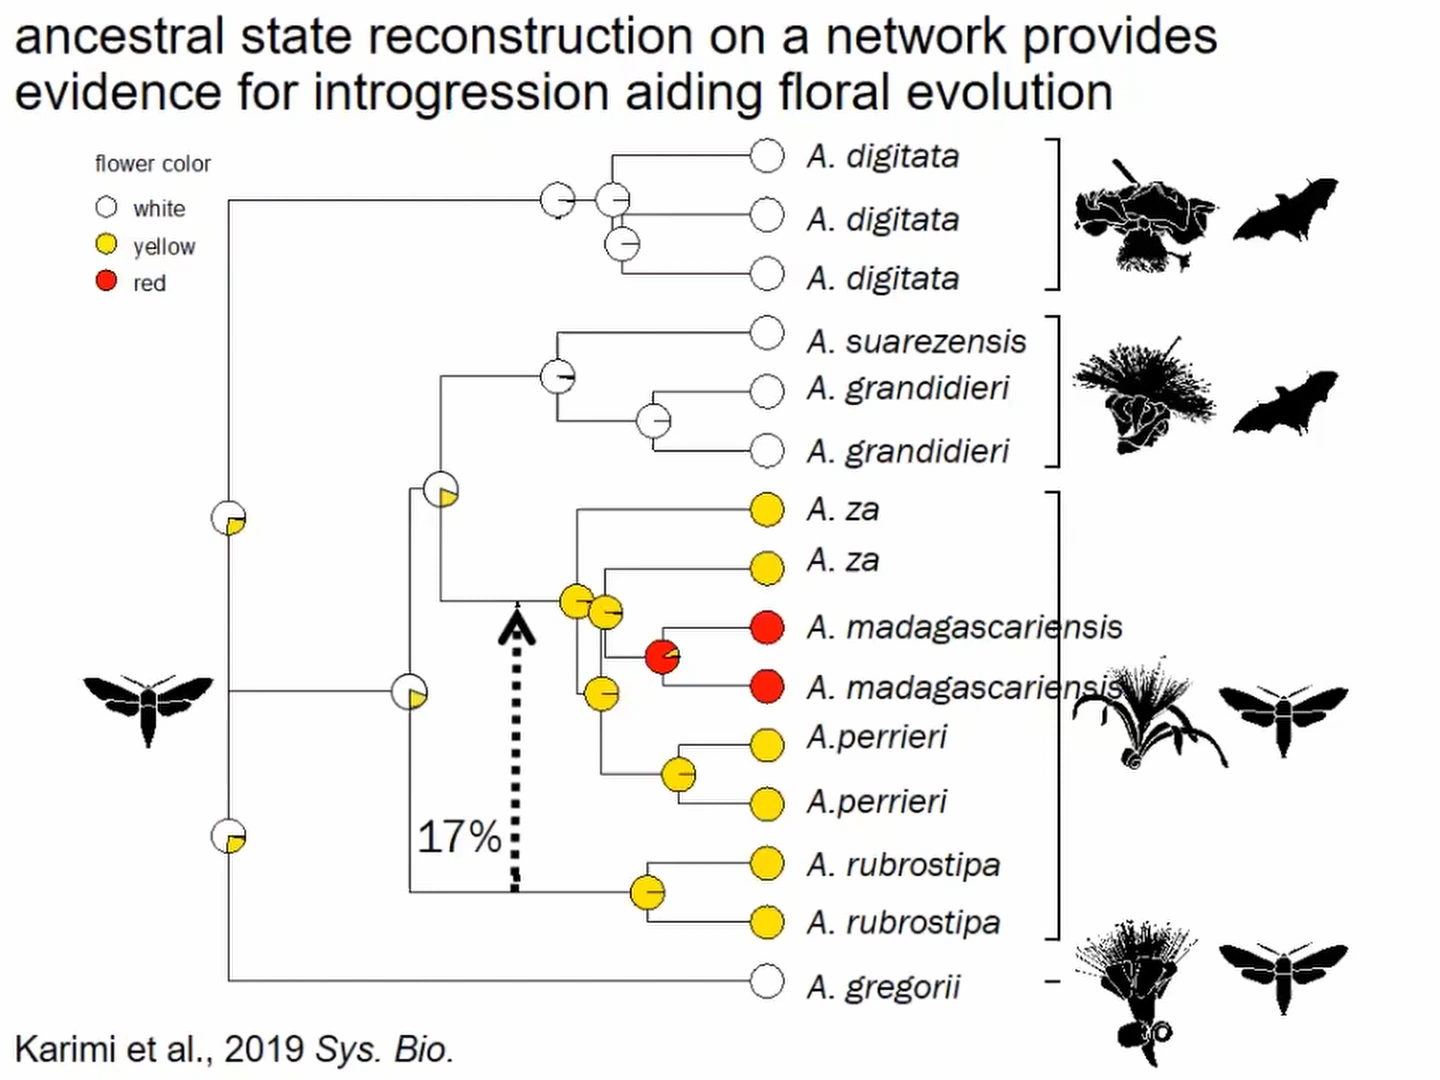 ancestral state reconstruction on a network provides
evidence for introgression aiding floral evolution
flower color
white
yellow
red
A. digitata
A. digitata
A. digitata
A. suarezensis
A. grandidieri
A. grandidieri
A. za
A. za
A. madagascariensis
A. madagascariensis
A.perrieri
A.perrieri
17%
A. rubrostipa
A. rubrostipa
A. gregorii
Karimi et al., 2019 Sys. Bio.